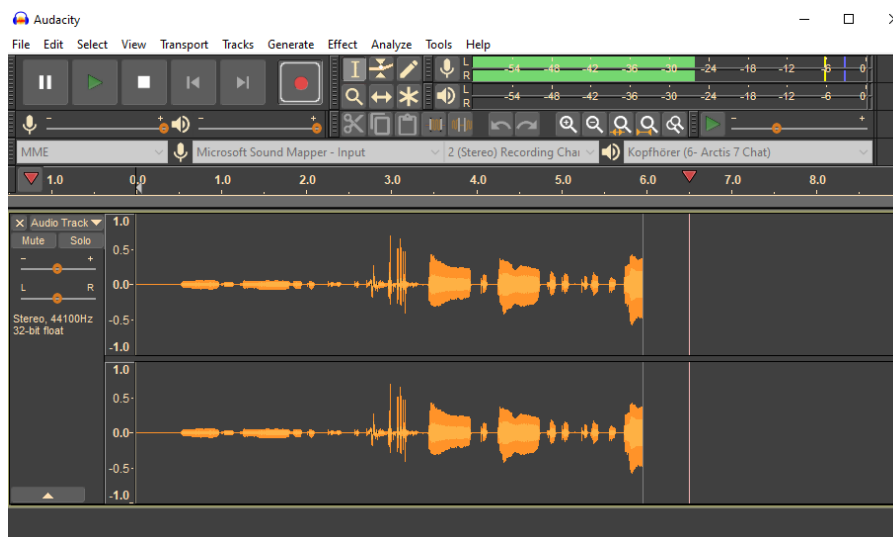 Audacity
File Edit Select View Transport Tracks Generate Effect Analyze Tools Help
L R -54 -48 -42 -36 -30 -24 -18 -12 -6 0
L R -54 -48 -42 -36 -30 -24 -18 -12 -6 0
- + - + - +
MME Microsoft Sound Mapper - Input 2 (Stereo) Recording Chai Kopfhörer (6- Arctis 7 Chat)
1.0 0.0 1.0 2.0 3.0 4.0 5.0 6.0 7.0 8.0
Audio Track
Mute Solo
- +
L R
Stereo, 44100Hz
32-bit float
1.0
0.5-
0.0-
-0.5-
-1.0
1.0
0.5-
0.0-
-0.5-
-1.0